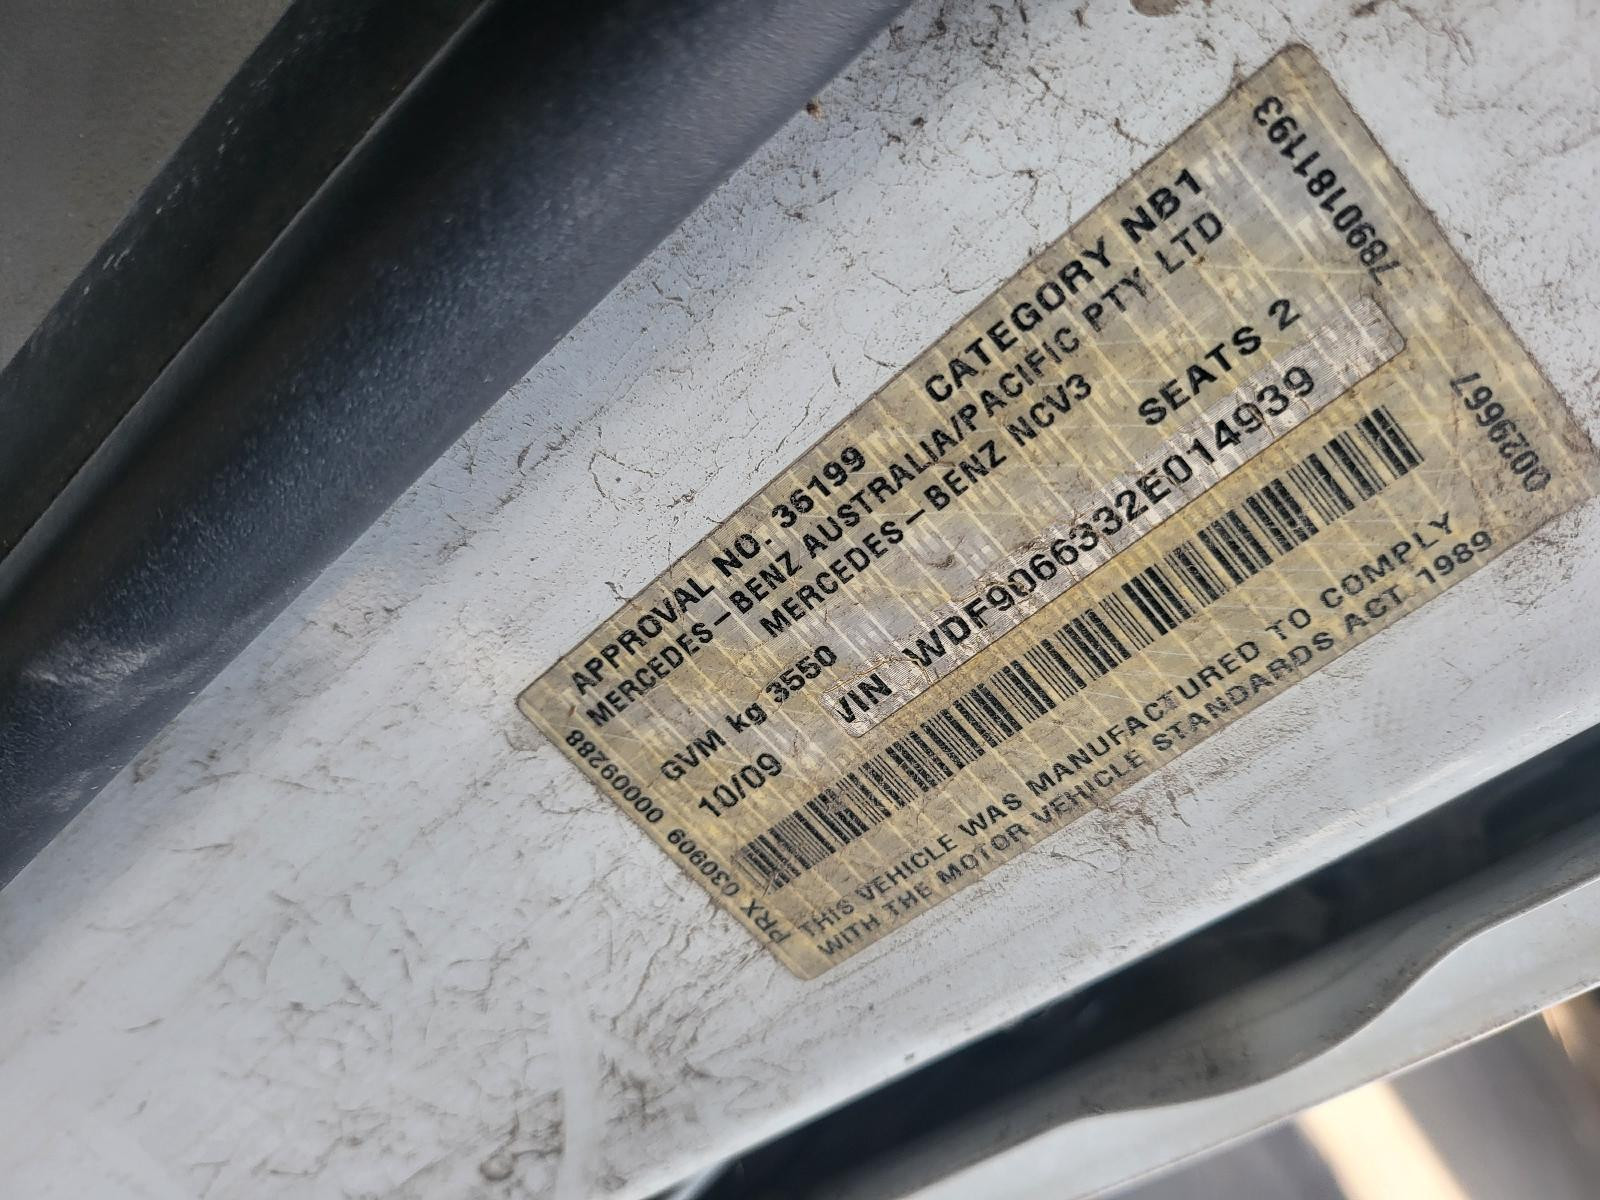 APPROVAL NO. 36199 CATEGORY NB1
MERCEDES-BENZ AUSTRALIA/PACIFIC PTY LTD
MERCEDES-BENZ NCV3
GVM kg 3550 SEATS 2
10/09 VIN WDF9066332E014939
THIS VEHICLE WAS MANUFACTURED TO COMPLY
WITH THE MOTOR VEHICLE STANDARDS ACT 1989
PRX 030909 00009288
7890181193
0029667